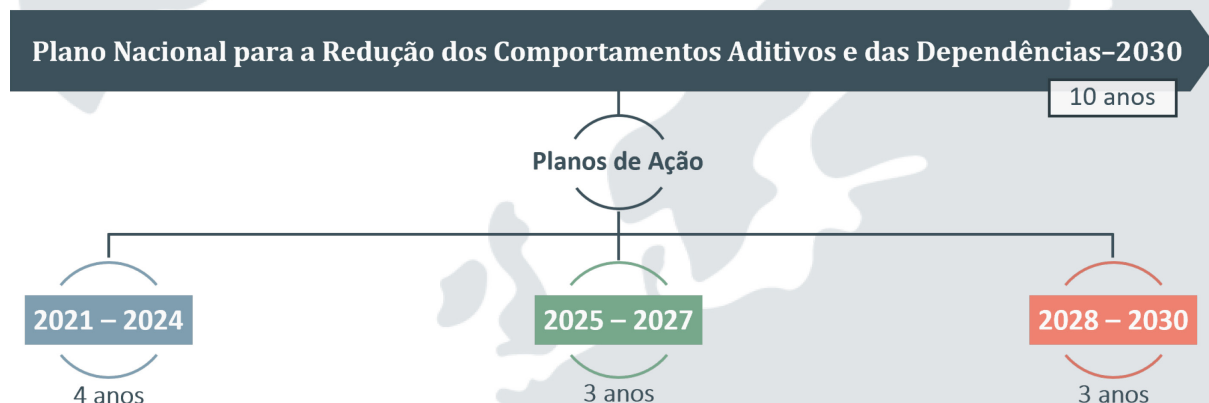 Plano Nacional para a Redução dos Comportamentos Aditivos e das Dependências–2030
10 anos
Planos de Ação
2021 – 2024
2025 – 2027
2028 – 2030
4 anos
3 anos
3 anos